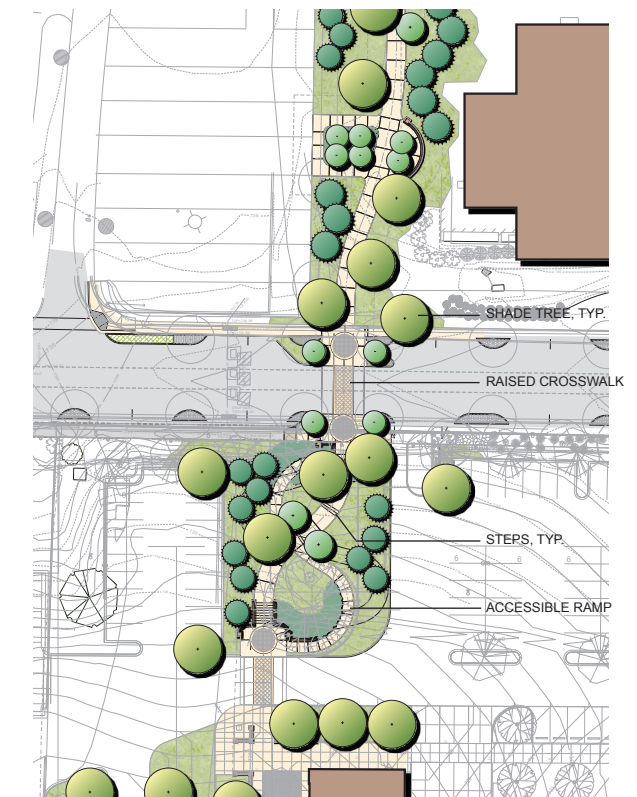 SHADE TREE, TYP.
RAISED CROSSWALK
STEPS, TYP.
ACCESSIBLE RAMP